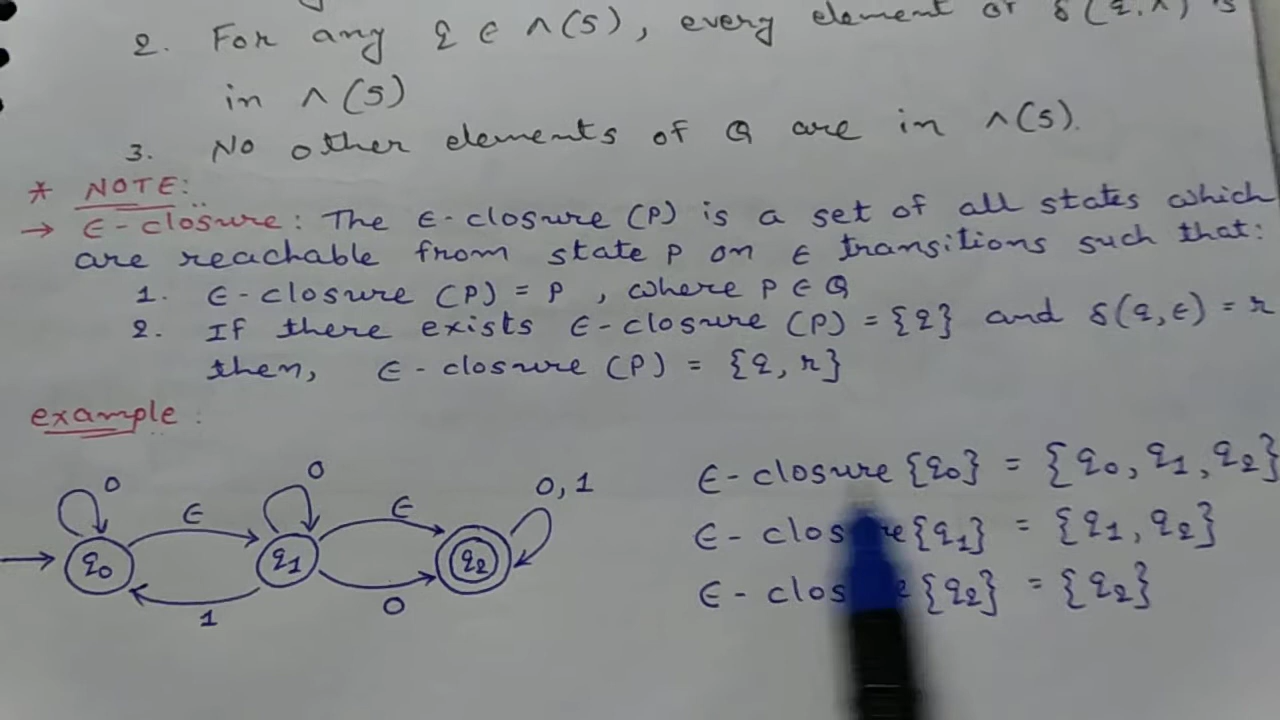 2. For any q ∈ ∧(S), every element of δ(q,∧) is
in ∧(S)
3. No other elements of Q are in ∧(S).
* NOTE:
→ ∈-closure: The ∈-closure (P) is a set of all states which
are reachable from state P on ∈ transitions such that:
1. ∈-closure (P) = P , where P ∈ Q
2. If there exists ∈-closure (P) = {q} and δ(q,∈) = r
then, ∈-closure (P) = {q, r}
example:
0 0 0,1
∈ ∈
q0 q1 q2
1 0
∈-closure {q0} = {q0, q1, q2}
∈-clos re {q1} = {q1, q2}
∈-clos e {q2} = {q2}